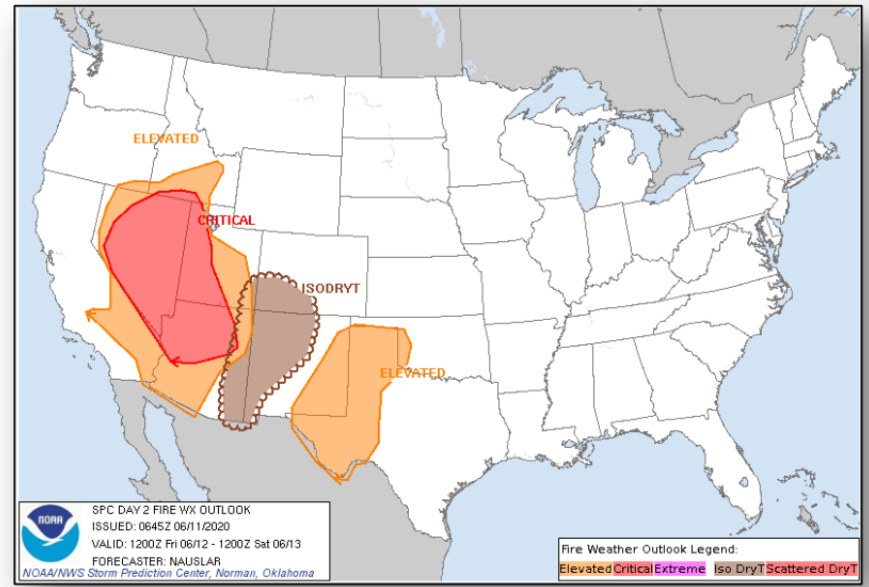 ELEVATED
CRITICAL
ISODRYT
ELEVATED
NOAA
SPC DAY 2 FIRE WX OUTLOOK
ISSUED: 0645Z 06/11/2020
VALID: 1200Z Fri 06/12 - 1200Z Sat 06/13
FORECASTER: NAUSLAR
NOAA/NWS Storm Prediction Center, Norman, Oklahoma
Fire Weather Outlook Legend:
Elevated Critical Extreme Iso DryT Scattered DryT